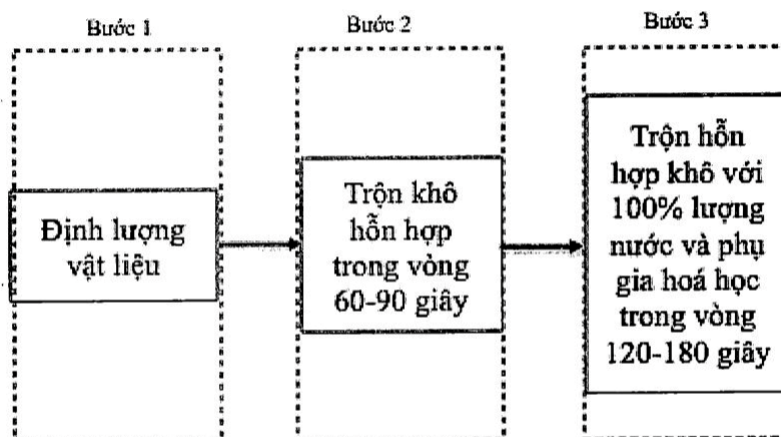 Bước 1
Bước 2
Bước 3
Định lượng
vật liệu
Trộn khô
hỗn hợp
trong vòng
60-90 giây
Trộn hỗn
hợp khô với
100% lượng
nước và phụ
gia hoá học
trong vòng
120-180 giây